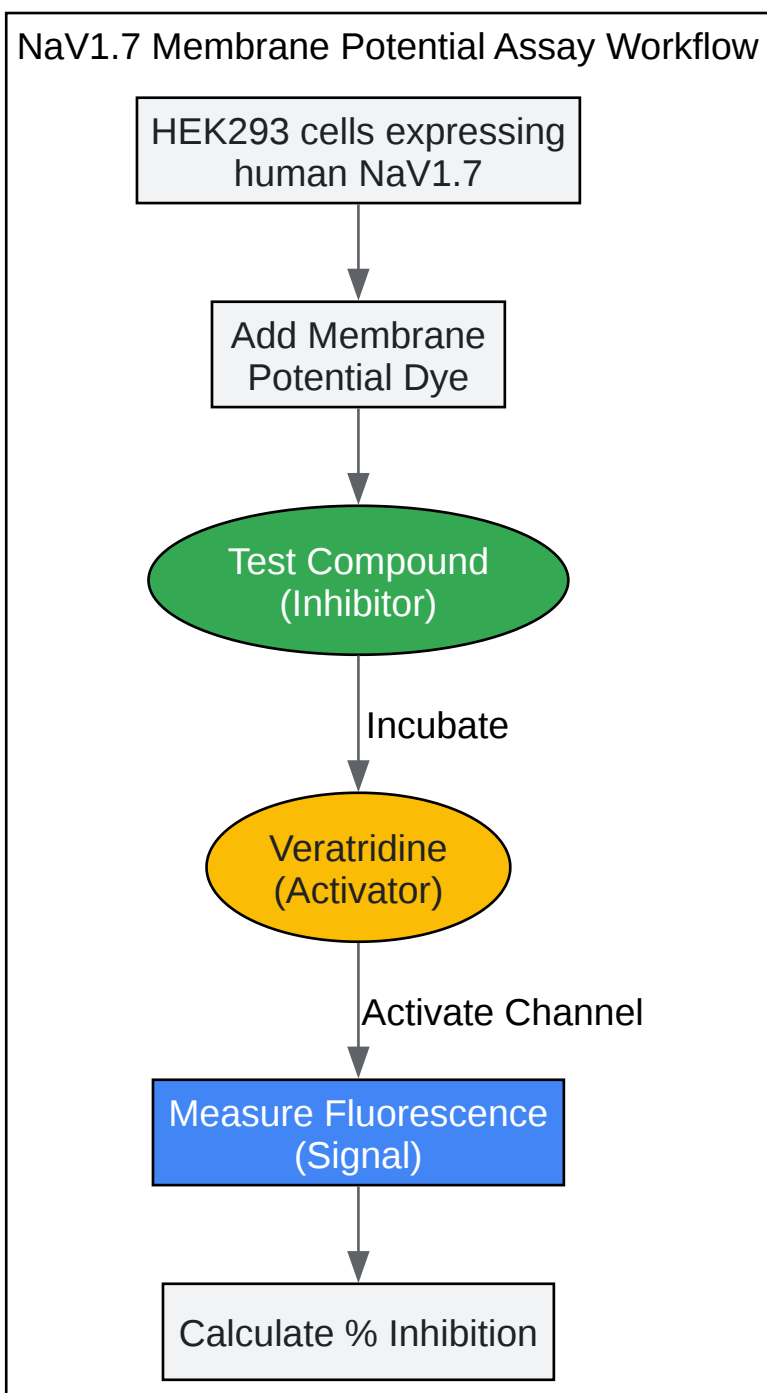 NaV1.7 Membrane Potential Assay Workflow
HEK293 cells expressing
human NaV1.7
Add Membrane
Potential Dye
Test Compound
(Inhibitor)
Incubate
Veratridine
(Activator)
Activate Channel
Measure Fluorescence
(Signal)
Calculate % Inhibition